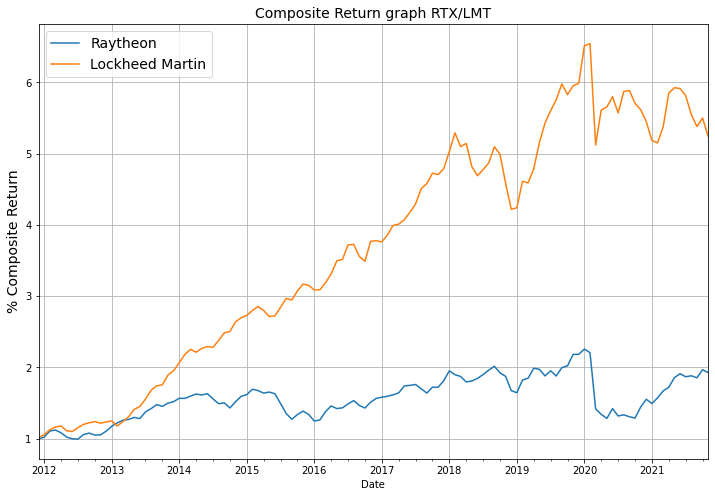 Composite Return graph RTX/LMT
Raytheon
Lockheed Martin
% Composite Return
6
5
4
3
2
1
2012 2013 2014 2015 2016 2017 2018 2019 2020 2021
Date